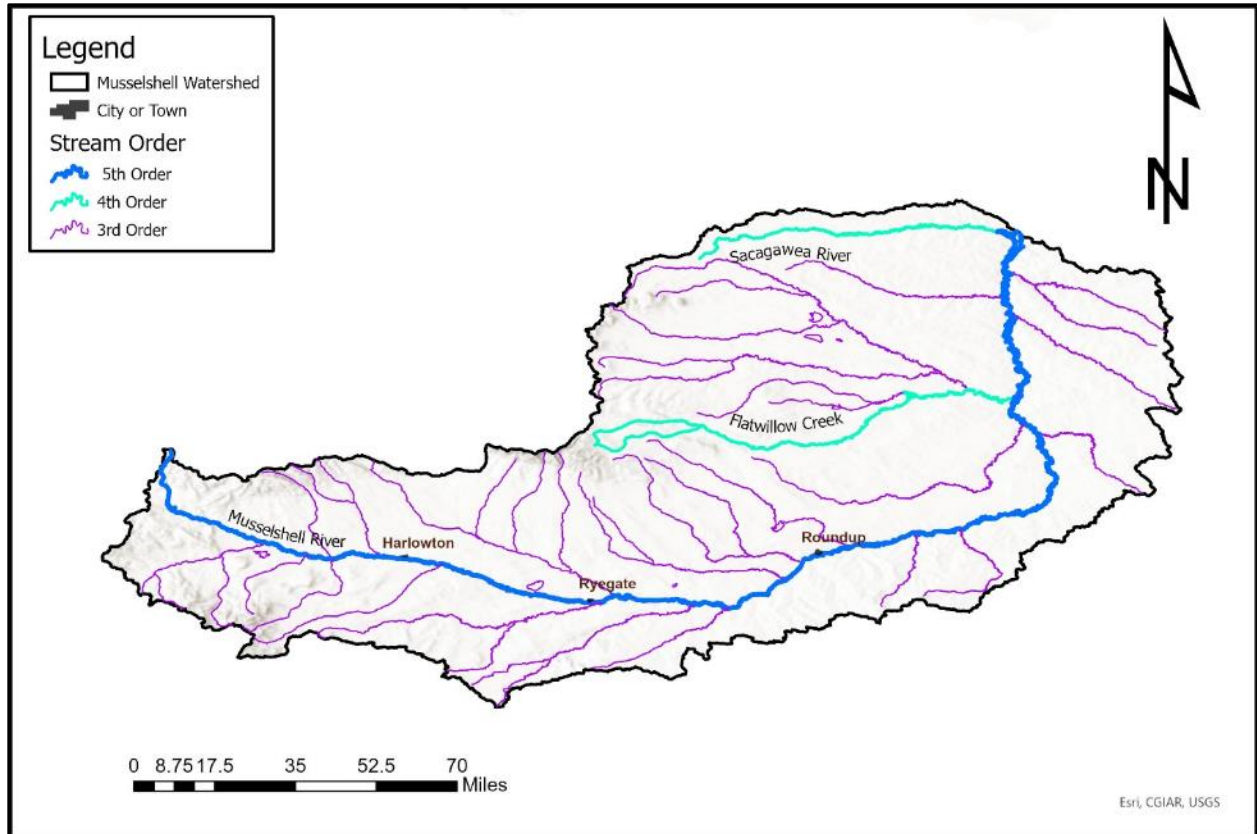 Legend
Musselshell Watershed
City or Town
Stream Order
5th Order
4th Order
3rd Order
N
Sacagawea River
Flatwillow Creek
Musselshell River
Harlowton
Roundup
Ryegate
0 8.75 17.5 35 52.5 70
Miles
Esri, CGIAR, USGS